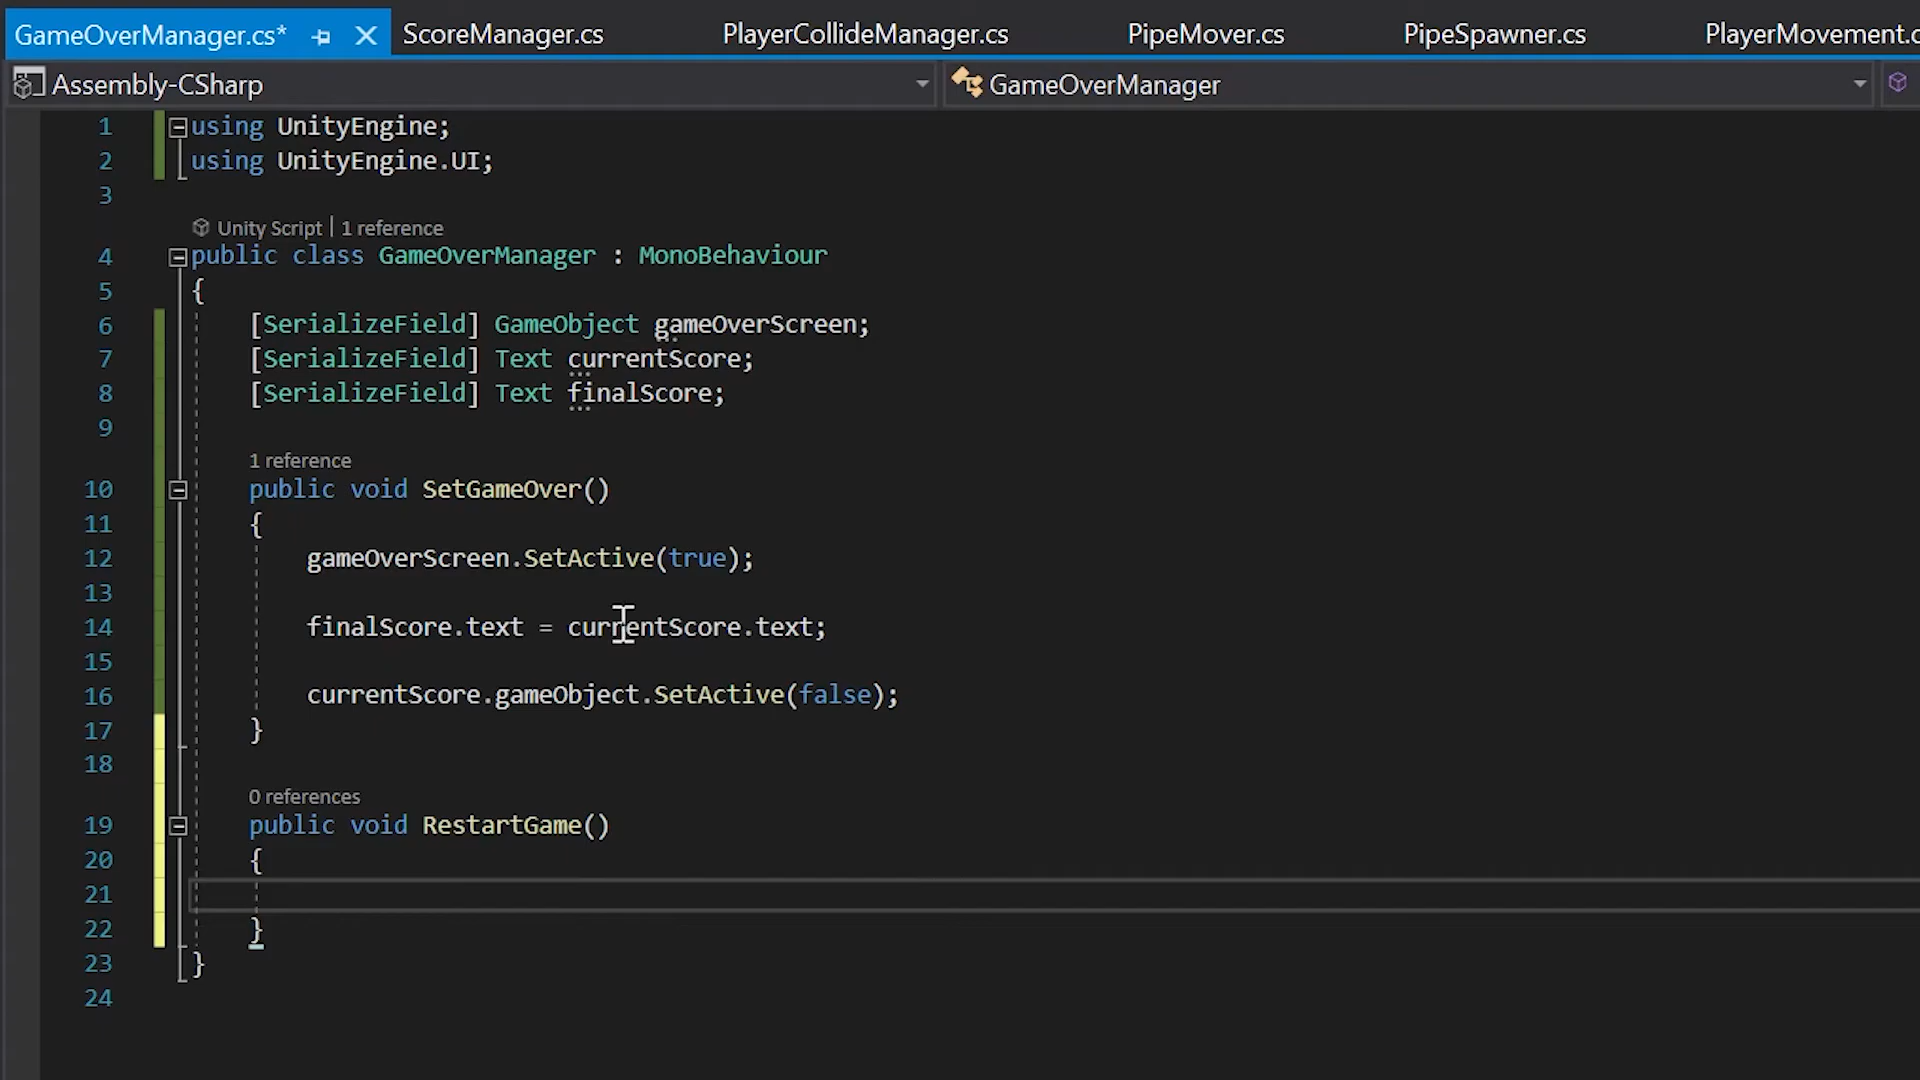 GameOverManager.cs* ScoreManager.cs PlayerCollideManager.cs PipeMover.cs PipeSpawner.cs PlayerMovement.c
Assembly-CSharp GameOverManager
1 using UnityEngine;
2 using UnityEngine.UI;
3
Unity Script | 1 reference
4 public class GameOverManager : MonoBehaviour
5 {
6 [SerializeField] GameObject gameOverScreen;
7 [SerializeField] Text currentScore;
8 [SerializeField] Text finalScore;
9
1 reference
10 public void SetGameOver()
11 {
12 gameOverScreen.SetActive(true);
13
14 finalScore.text = currentScore.text;
15
16 currentScore.gameObject.SetActive(false);
17 }
18
0 references
19 public void RestartGame()
20 {
21
22 }
23 }
24